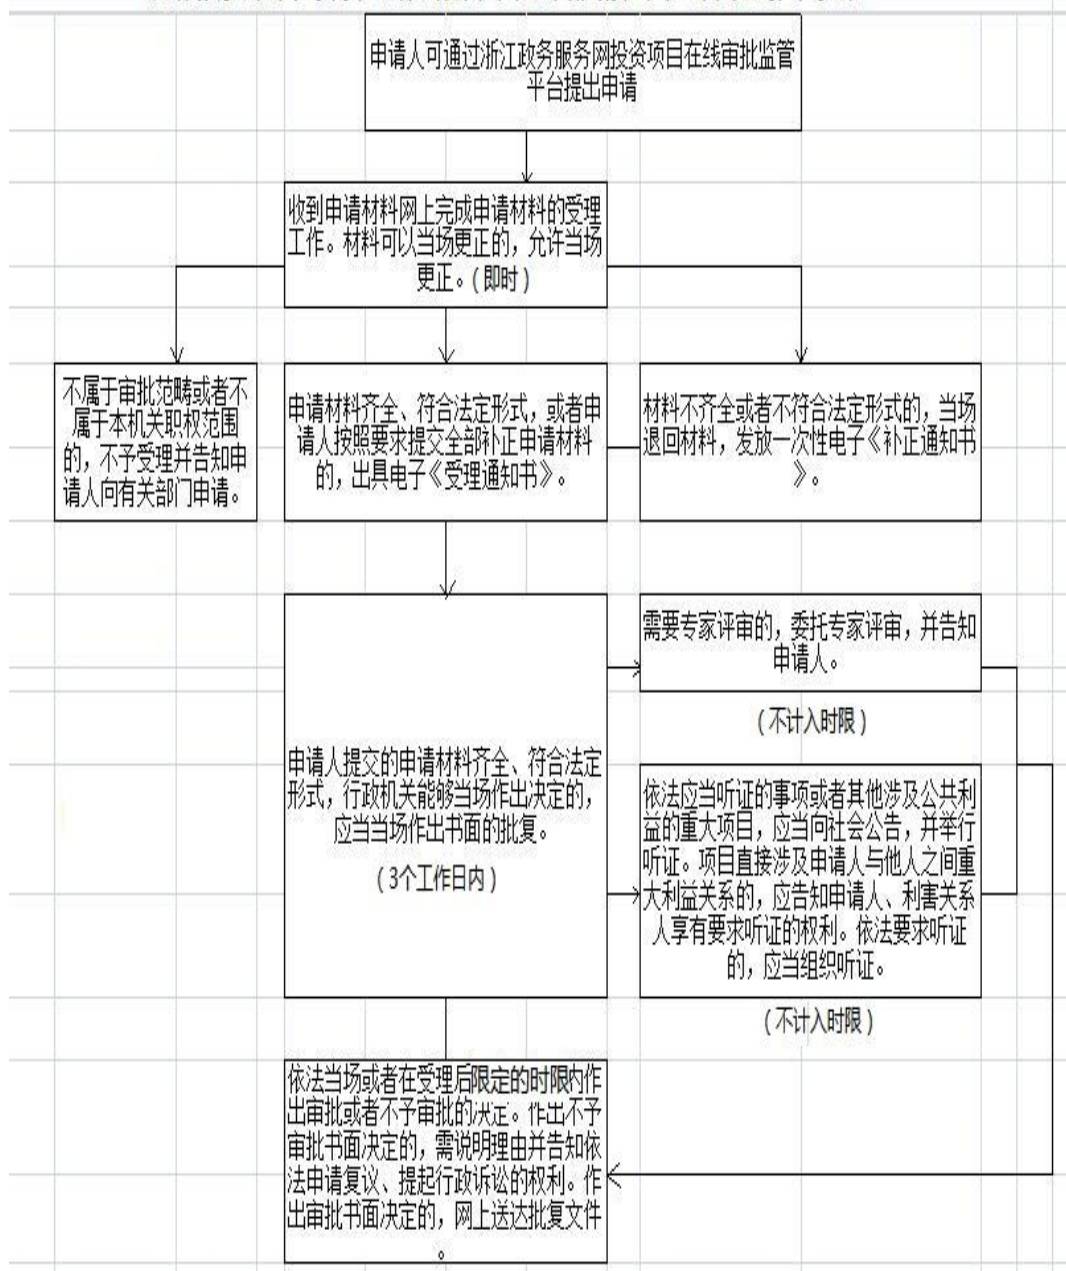 申请人可通过浙江政务服务网投资项目在线审批监管
平台提出申请
收到申请材料网上完成申请材料的受理
工作。材料可以当场更正的，允许当场
更正。(即时)
不属于审批范畴或者不
属于本机关职权范围
的，不予受理并告知申
请人向有关部门申请。
申请材料齐全、符合法定形式，或者申
请人按照要求提交全部补正申请材料
的，出具电子《受理通知书》。
材料不齐全或者不符合法定形式的，当场
退回材料，发放一次性电子《补正通知书
》。
申请人提交的申请材料齐全、符合法定
形式，行政机关能够当场作出决定的，
应当当场作出书面的批复。
(3个工作日内)
需要专家评审的，委托专家评审，并告知
申请人。
(不计入时限)
依法应当听证的事项或者其他涉及公共利
益的重大项目，应当向社会公告，并举行
听证。项目直接涉及申请人与他人之间重
大利益关系的，应告知申请人、利害关系
人享有要求听证的权利。依法要求听证
的，应当组织听证。
(不计入时限)
依法当场或者在受理后限定的时限内作
出审批或者不予审批的决定。作出不予
审批书面决定的，需说明理由并告知依
法申请复议、提起行政诉讼的权利。作
出审批书面决定的，网上送达批复文件
。